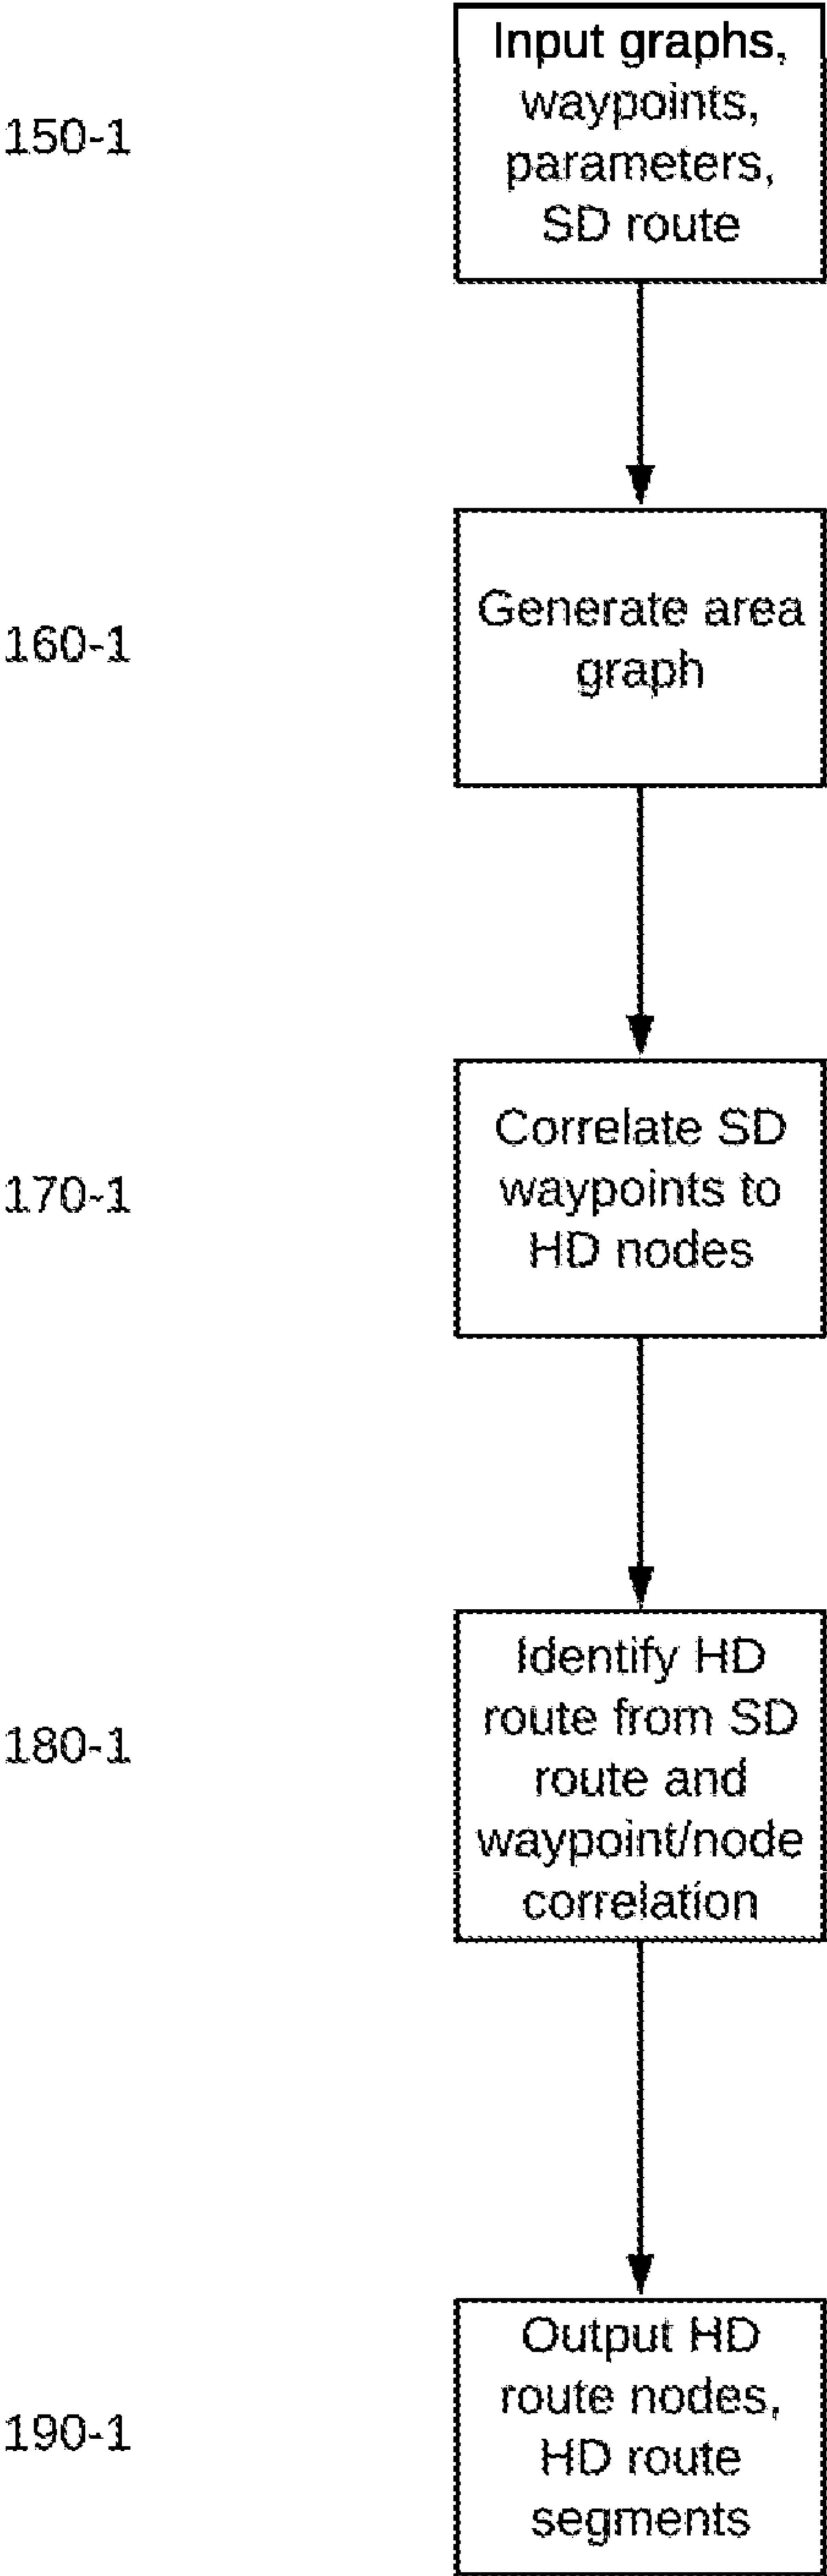 150-1
Input graphs,
waypoints,
parameters,
SD route
160-1
Generate area
graph
170-1
Correlate SD
waypoints to
HD nodes
180-1
Identify HD
route from SD
route and
waypoint/node
correlation
190-1
Output HD
route nodes,
HD route
segments